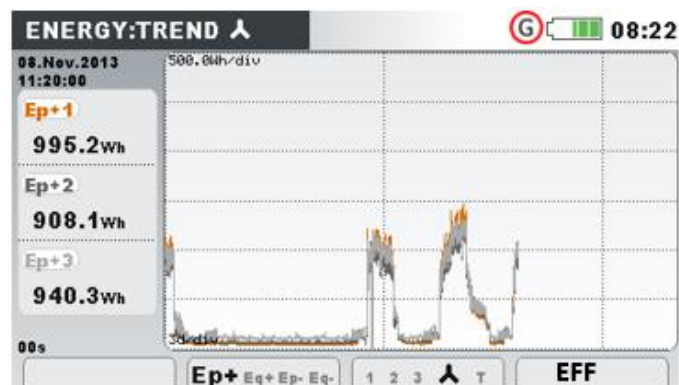 ENERGY:TREND
G
08:22
08.Nov.2013
11:20:00
500.0Wh/div
Ep+1
995.2Wh
Ep+2
908.1Wh
Ep+3
940.3Wh
3d/div
00s
Ep+ Eq+ Ep- Eq-
1 2 3 T
EFF